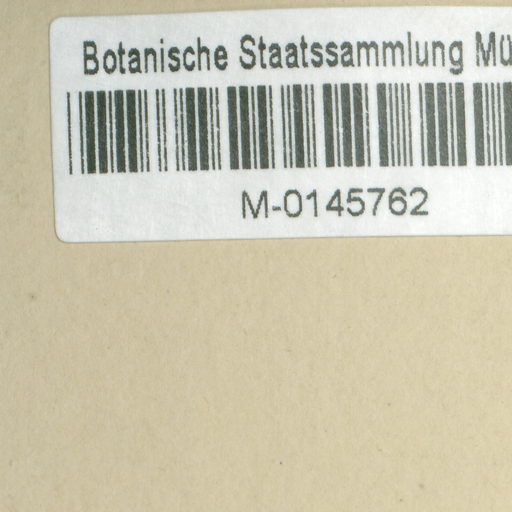 Botanische Staatssammlung Mü
M-0145762